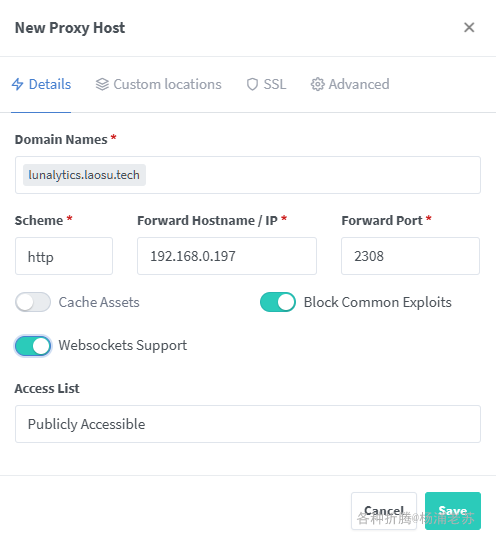 New Proxy Host
Details Custom locations SSL Advanced
Domain Names *
lunalytics.laosu.tech
Scheme * Forward Hostname / IP * Forward Port *
http 192.168.0.197 2308
Cache Assets Block Common Exploits
Websockets Support
Access List
Publicly Accessible
Cancel Save
各种折腾@杨浦老苏